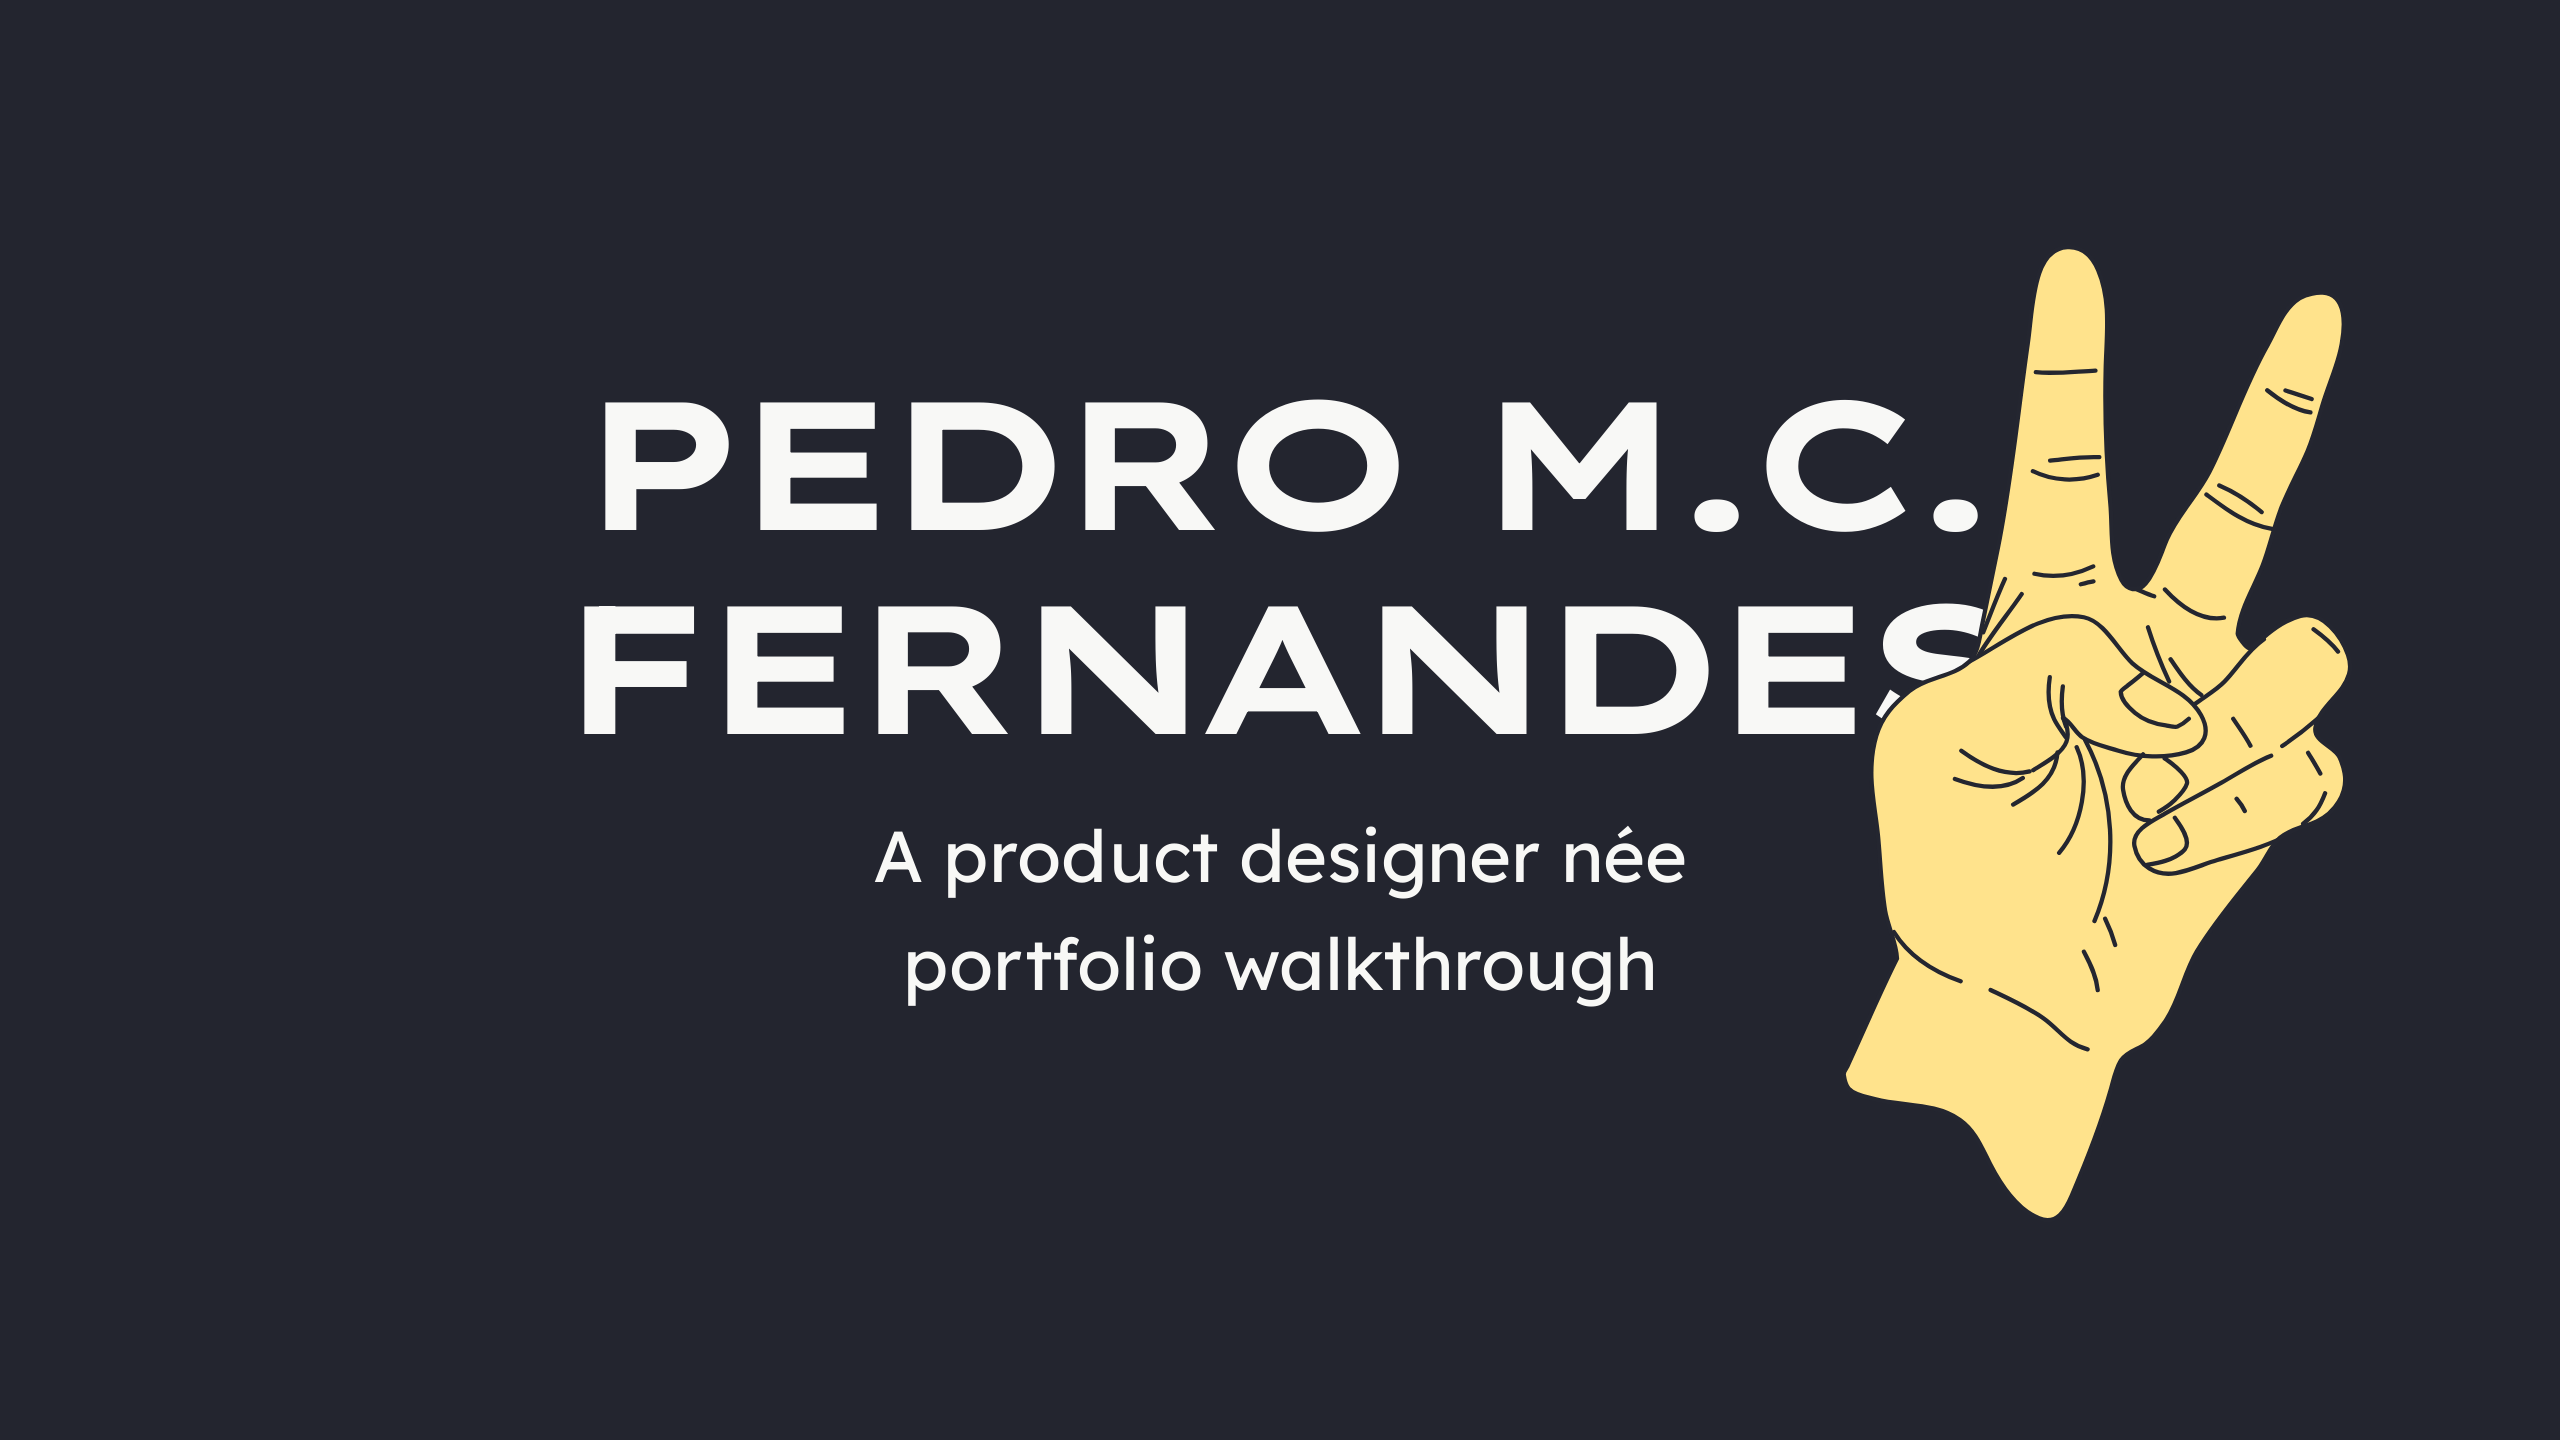 PEDRO M.C.
FERNANDES
A product designer née
portfolio walkthrough